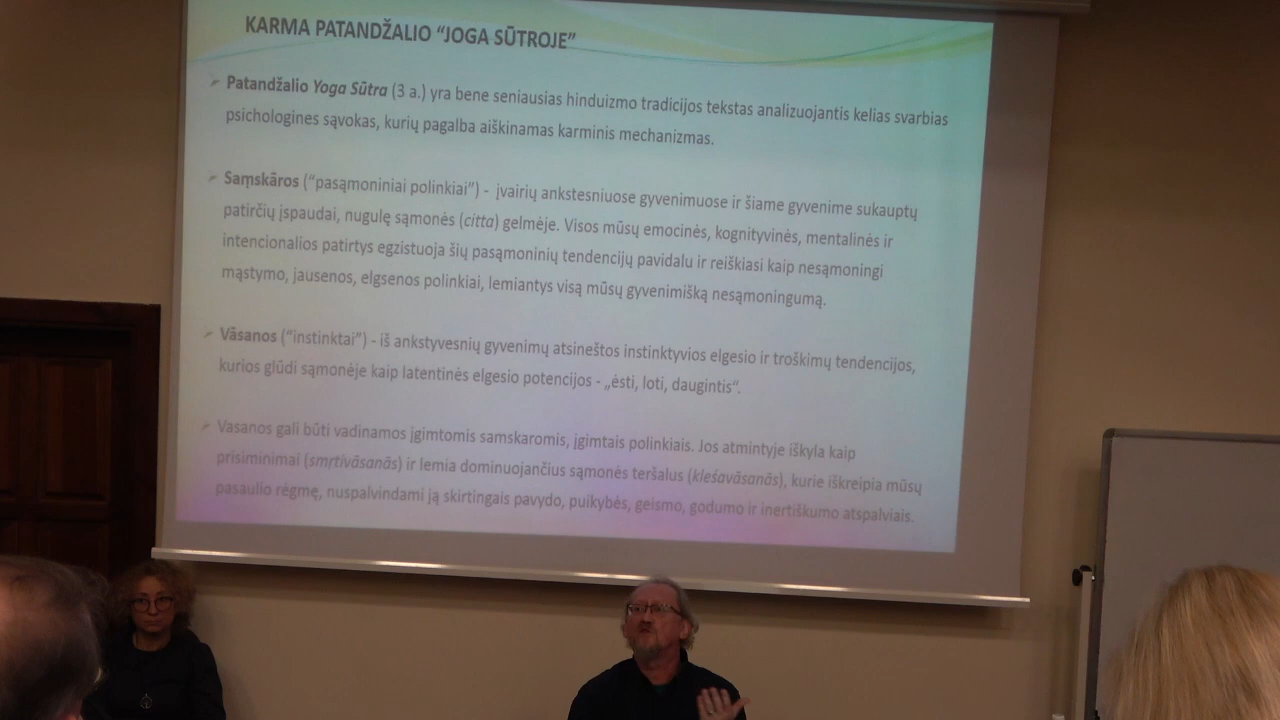 KARMA PATANDŽALIO “JOGA SŪTROJE”
Patandžalio Yoga Sūtra (3 a.) yra bene seniausias hinduizmo tradicijos tekstas analizuojantis kelias svarbias
psichologines sąvokas, kurių pagalba aiškinamas karminis mechanizmas.
Saṃskāros (“pasąmoniniai polinkiai”) - įvairių ankstesniuose gyvenimuose ir šiame gyvenime sukauptų
patirčių įspaudai, nugulę sąmonės (citta) gelmėje. Visos mūsų emocinės, kognityvinės, mentalinės ir
intencionalios patirtys egzistuoja šių pasąmoninių tendencijų pavidalu ir reiškiasi kaip nesąmoningi
mąstymo, jausenos, elgsenos polinkiai, lemiantys visą mūsų gyvenimišką nesąmoningumą.
Vāsanos (“instinktai”) - iš ankstyvesnių gyvenimų atsineštos instinktyvios elgesio ir troškimų tendencijos,
kurios glūdi sąmonėje kaip latentinės elgesio potencijos - „ėsti, loti, daugintis“.
Vasanos gali būti vadinamos įgimtomis samskaromis, įgimtais polinkiais. Jos atmintyje iškyla kaip
prisiminimai (smrtivāsanās) ir lemia dominuojančius sąmonės teršalus (klešavāsanās), kurie iškreipia mūsų
pasaulio rėgmę, nuspalvindami ją skirtingais pavydo, puikybės, geismo, godumo ir inertiškumo atspalviais.